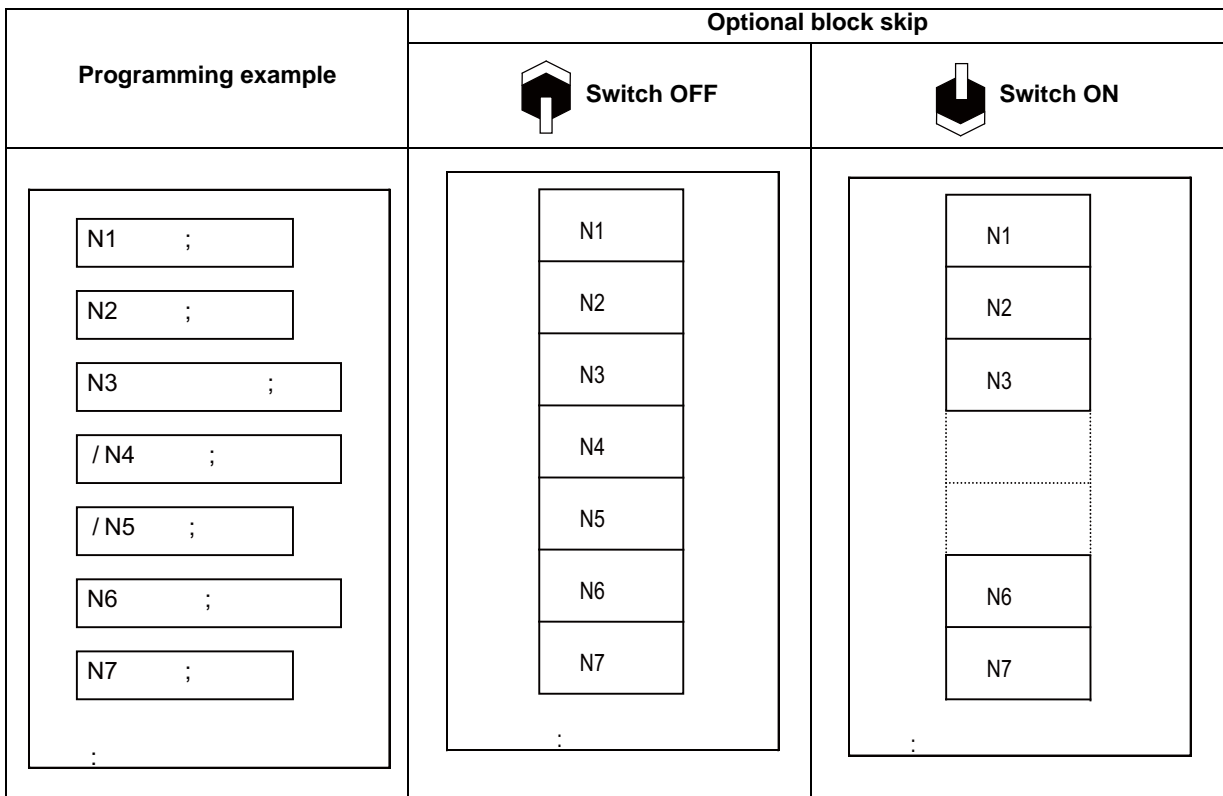 Programming example
Optional block skip
Switch OFF
Switch ON
N1 ;
N2 ;
N3 ;
/ N4 ;
/ N5 ;
N6 ;
N7 ;
:
N1
N2
N3
N4
N5
N6
N7
:
N1
N2
N3
N6
N7
: